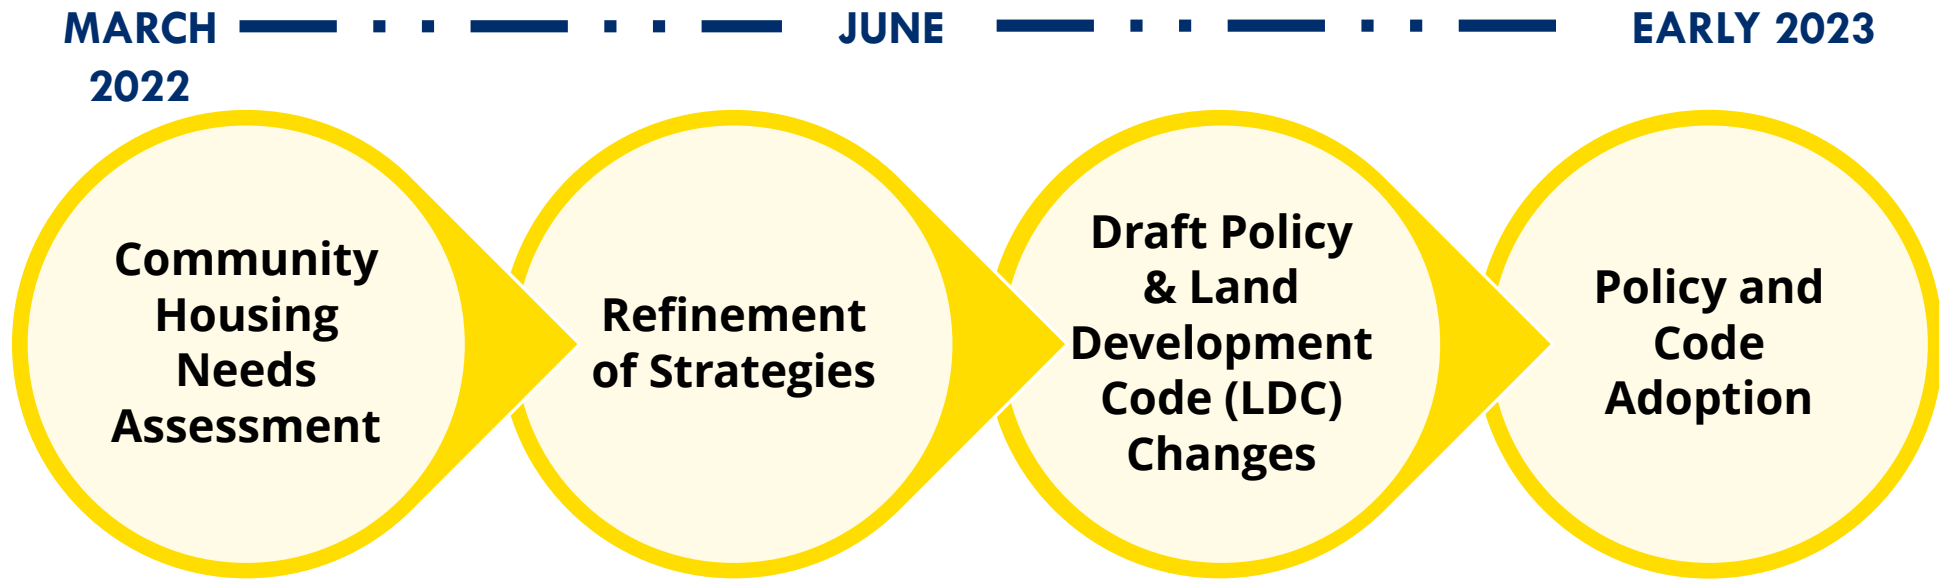 MARCH
2022
JUNE
EARLY 2023
Community
Housing
Needs
Assessment
Refinement
of Strategies
Draft Policy
& Land
Development
Code (LDC)
Changes
Policy and
Code
Adoption